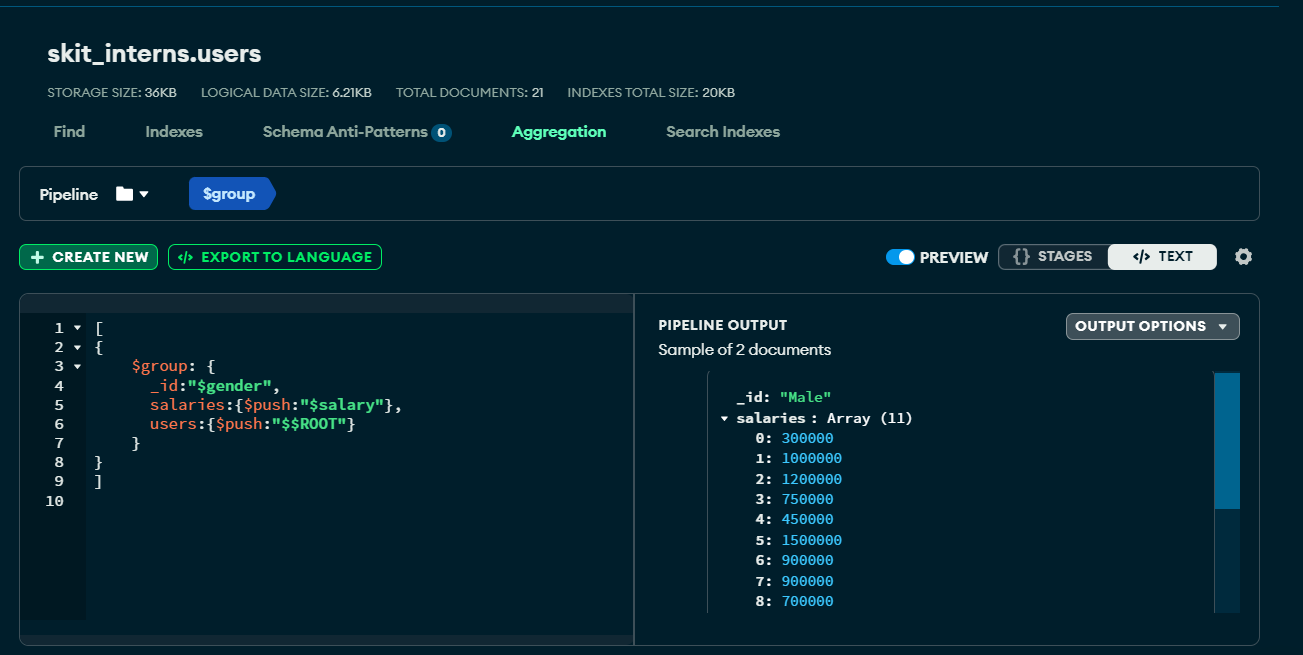 skit_interns.users
STORAGE SIZE: 36KB LOGICAL DATA SIZE: 6.21KB TOTAL DOCUMENTS: 21 INDEXES TOTAL SIZE: 20KB
Find Indexes Schema Anti-Patterns 0 Aggregation Search Indexes
Pipeline $group
+ CREATE NEW </> EXPORT TO LANGUAGE PREVIEW {} STAGES </> TEXT
1 [
2 {
3 $group: {
4 _id:"$gender",
5 salaries:{$push:"$salary"},
6 users:{$push:"$$ROOT"}
7 }
8 }
9 ]
10
PIPELINE OUTPUT
OUTPUT OPTIONS
Sample of 2 documents
_id: "Male"
salaries: Array (11)
0: 300000
1: 1000000
2: 1200000
3: 750000
4: 450000
5: 1500000
6: 900000
7: 900000
8: 700000